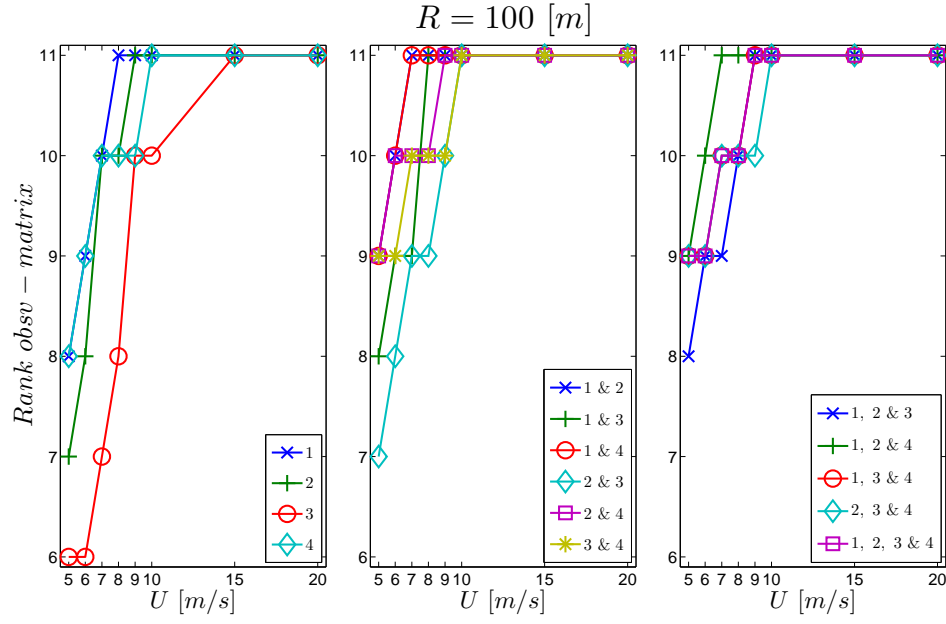 R = 100 [m]
Rank obsv − matrix
11
10
9
8
7
6
5 6 7 8 9 10 15 20
U [m/s]
1
2
3
4
11
10
9
8
7
6
5 6 7 8 9 10 15 20
U [m/s]
1 & 2
1 & 3
1 & 4
2 & 3
2 & 4
3 & 4
11
10
9
8
7
6
5 6 7 8 9 10 15 20
U [m/s]
1, 2 & 3
1, 2 & 4
1, 3 & 4
2, 3 & 4
1, 2, 3 & 4